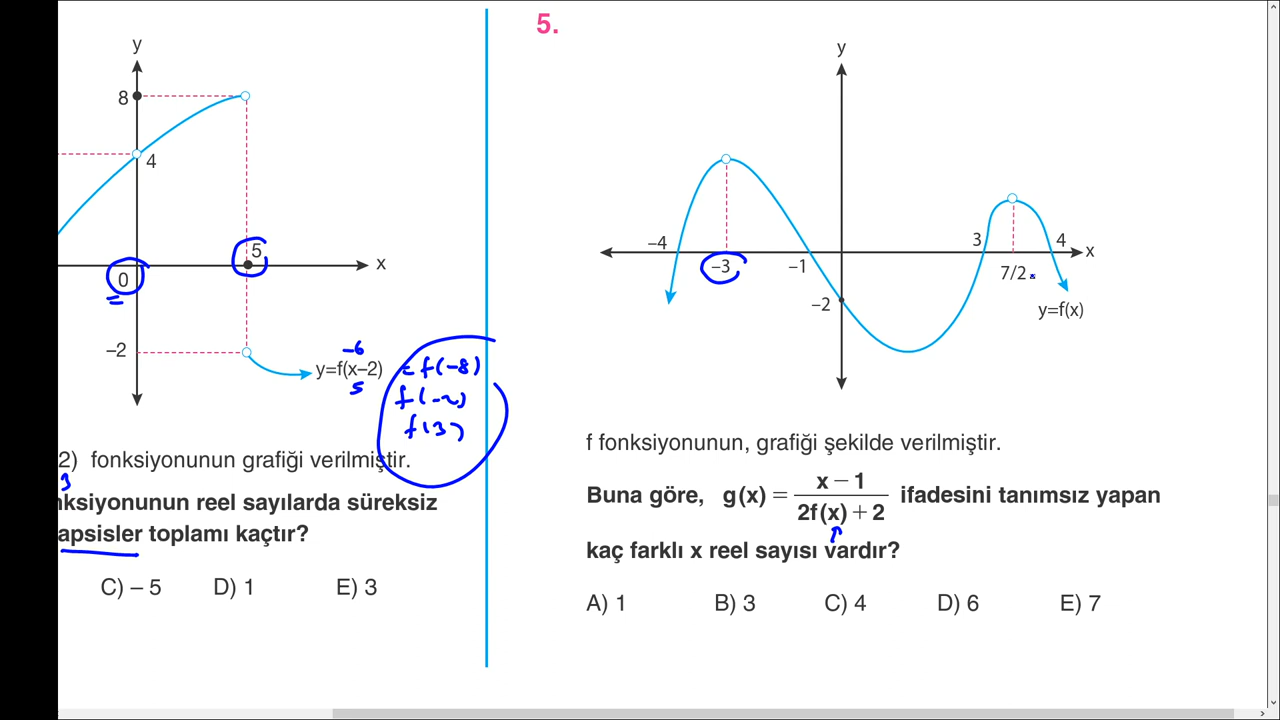 y
8
4
5
0
=
x
–2
–6
y=f(x–2)
5
= f(-8)
f(-2)
f(3)
2) fonksiyonunun grafiği verilmiştir.
3
nksiyonunun reel sayılarda süreksiz
apsisler toplamı kaçtır?
C) – 5 D) 1 E) 3
5.
y
–4
–3
–1
–2
3
4
x
7/2
y=f(x)
f fonksiyonunun, grafiği şekilde verilmiştir.
Buna göre, g(x) = x – 1 / 2f(x) + 2 ifadesini tanımsız yapan
kaç farklı x reel sayısı vardır?
A) 1 B) 3 C) 4 D) 6 E) 7